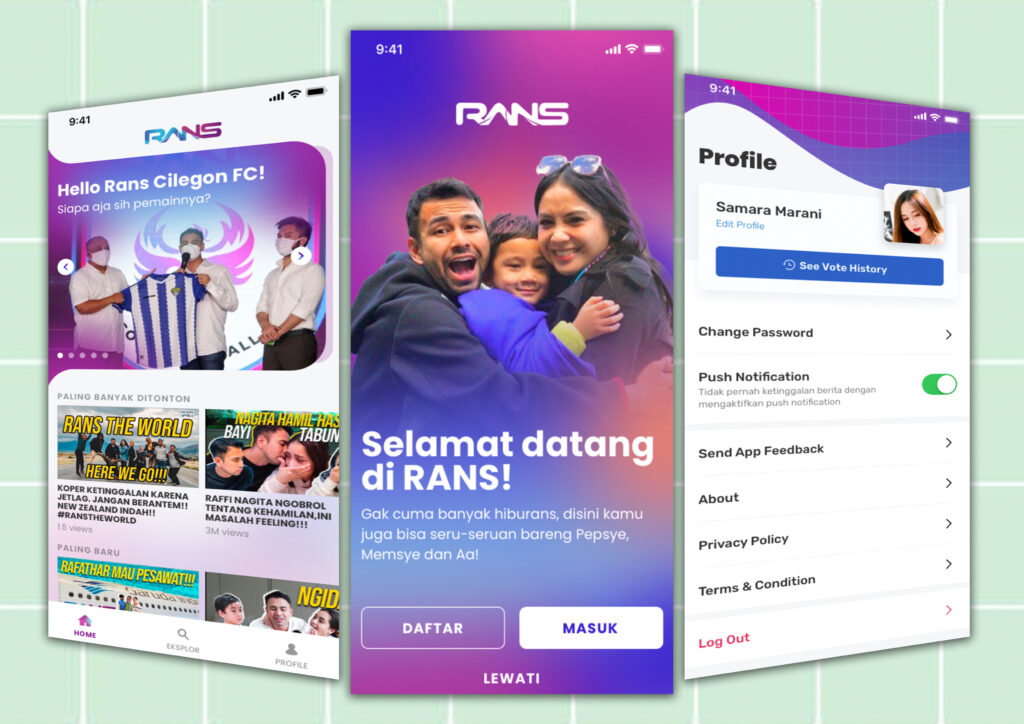 9:41
RANS
Hello Rans Cilegon FC!
Siapa aja sih pemainnya?
PALING BANYAK DITONTON
RANS THE WORLD
HERE WE GO!!!
KOPER KETINGGALAN KARENA
JETLAG. JANGAN BERANTEM!!
NEW ZEALAND INDAH!!
#RANSTHEWORLD
1.5 views
NAGITA HAMIL
BAYI
TABUN
RAFFI NAGITA NGOBROL
TENTANG KEHAMILAN,INI
MASALAH FEELING!!!
3M views
PALING BARU
RAFATHAR MAU PESAWAT!!!
NGID
HOME
EKSPLOR
PROFILE
9:41
RANS
Selamat datang
di RANS!
Gak cuma banyak hiburans, disini kamu
juga bisa seru-seruan bareng Pepsye,
Memsye dan Aa!
DAFTAR
MASUK
LEWATI
9:41
Profile
Samara Marani
Edit Profile
See Vote History
Change Password
Push Notification
Tidak pernah ketinggalan berita dengan
mengaktifkan push notification
Send App Feedback
About
Privacy Policy
Terms & Condition
Log Out